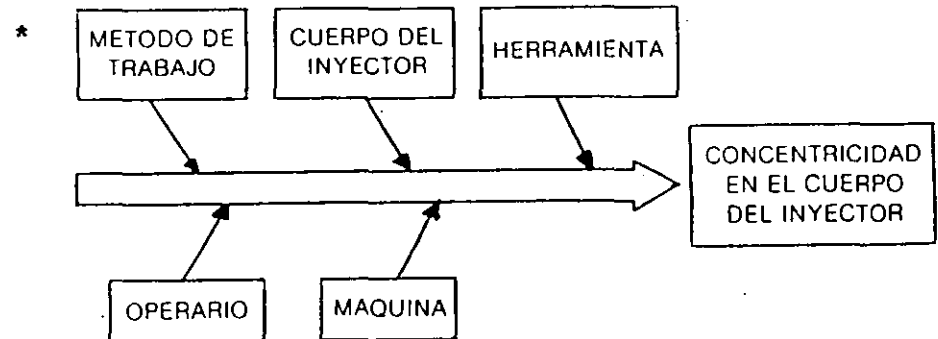 *
METODO DE
TRABAJO
CUERPO DEL
INYECTOR
HERRAMIENTA
CONCENTRICIDAD
EN EL CUERPO
DEL INYECTOR
OPERARIO
MAQUINA